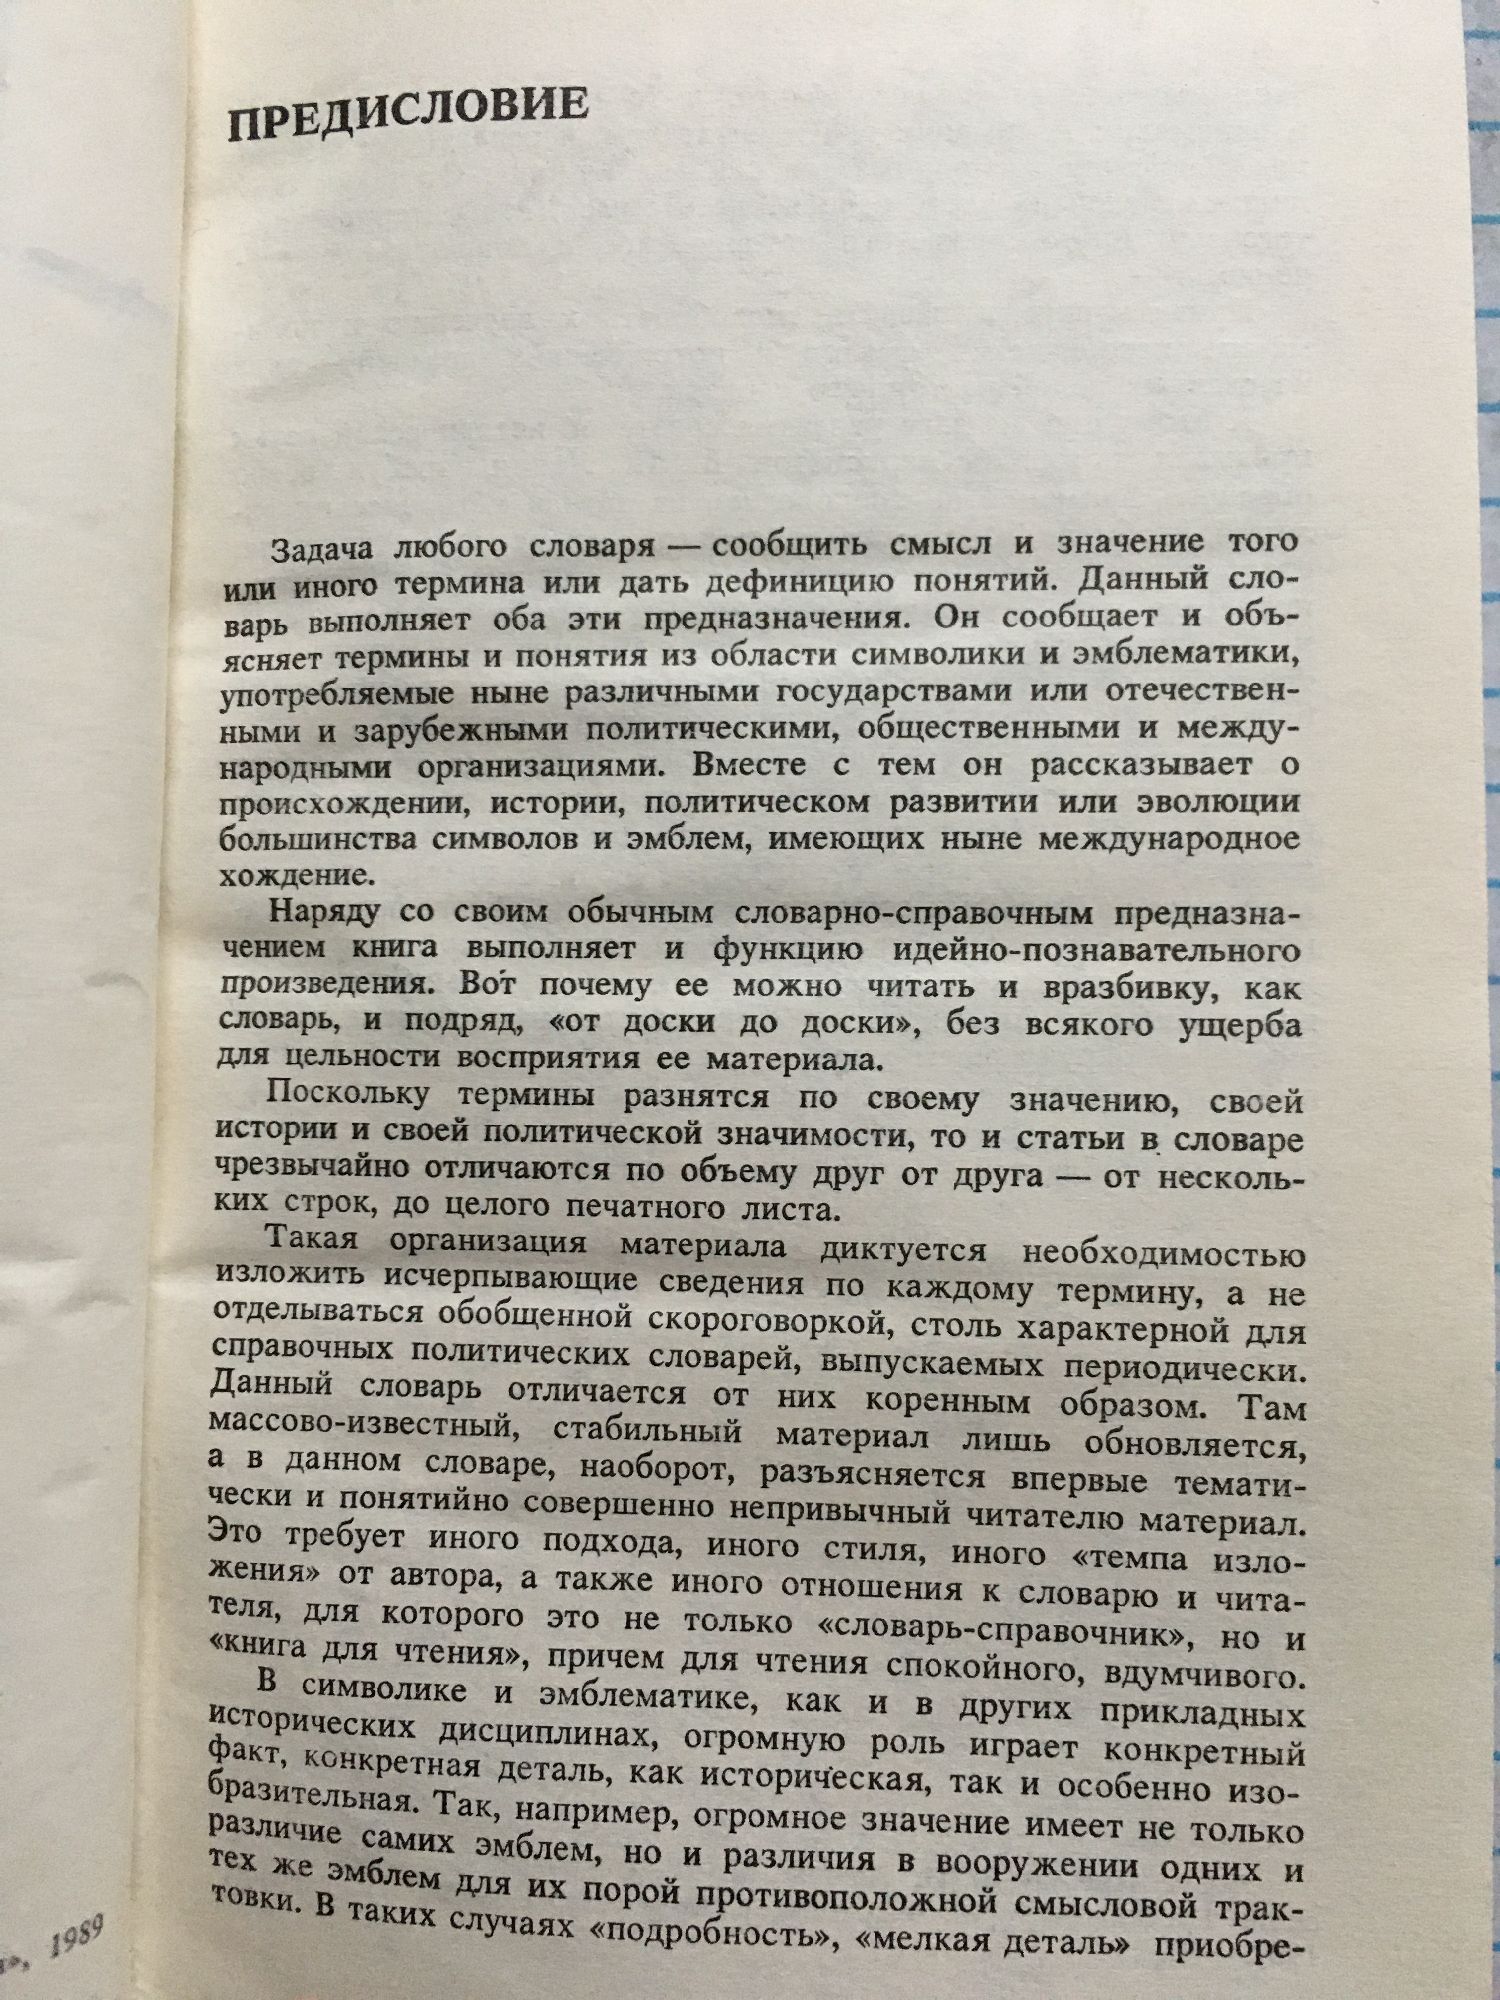 ПРЕДИСЛОВИЕ
Задача любого словаря — сообщить смысл и значение того
или иного термина или дать дефиницию понятий. Данный сло-
варь выполняет оба эти предназначения. Он сообщает и объ-
ясняет термины и понятия из области символики и эмблематики,
употребляемые ныне различными государствами или отечествен-
ными и зарубежными политическими, общественными и между-
народными организациями. Вместе с тем он рассказывает о
происхождении, истории, политическом развитии или эволюции
большинства символов и эмблем, имеющих ныне международное
хождение.
Наряду со своим обычным словарно-справочным предназна-
чением книга выполняет и функцию идейно-познавательного
произведения. Вот почему ее можно читать и вразбивку, как
словарь, и подряд, «от доски до доски», без всякого ущерба
для цельности восприятия ее материала.
Поскольку термины разнятся по своему значению, своей
истории и своей политической значимости, то и статьи в словаре
чрезвычайно отличаются по объему друг от друга — от несколь-
ких строк, до целого печатного листа.
Такая организация материала диктуется необходимостью
изложить исчерпывающие сведения по каждому термину, а не
отделываться обобщенной скороговоркой, столь характерной для
справочных политических словарей, выпускаемых периодически.
Данный словарь отличается от них коренным образом. Там
массово-известный, стабильный материал лишь обновляется,
а в данном словаре, наоборот, разъясняется впервые темати-
чески и понятийно совершенно непривычный читателю материал.
Это требует иного подхода, иного стиля, иного «темпа изло-
жения» от автора, а также иного отношения к словарю и чита-
теля, для которого это не только «словарь-справочник», но и
«книга для чтения», причем для чтения спокойного, вдумчивого.
В символике и эмблематике, как и в других прикладных
исторических дисциплинах, огромную роль играет конкретный
факт, конкретная деталь, как историческая, так и особенно изо-
бразительная. Так, например, огромное значение имеет не только
различие самих эмблем, но и различия в вооружении одних и
тех же эмблем для их порой противоположной смысловой трак-
товки. В таких случаях «подробность», «мелкая деталь» приобре-
1989